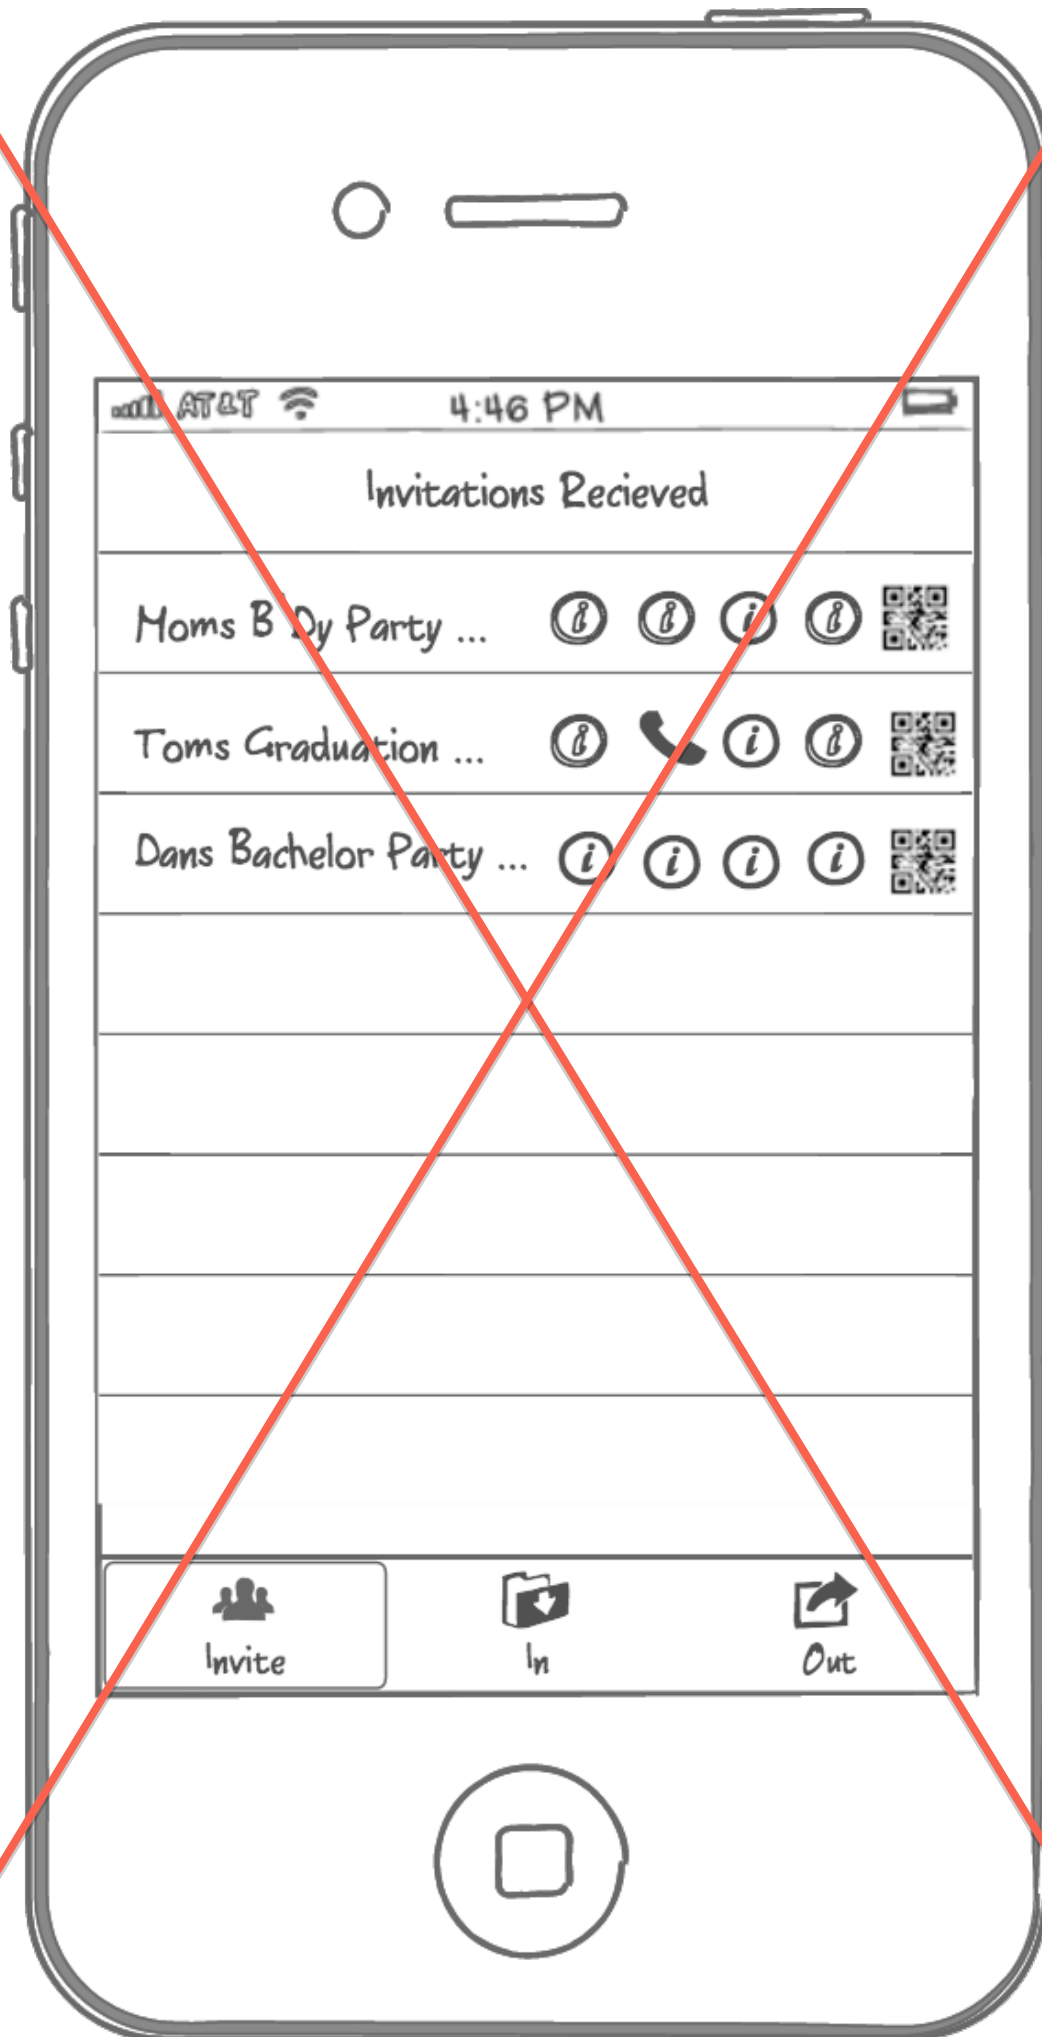 AT&T 4:46 PM
Invitations Recieved
Moms B'Dy Party ...
Toms Graduation ...
Dans Bachelor Party ...
Invite In Out